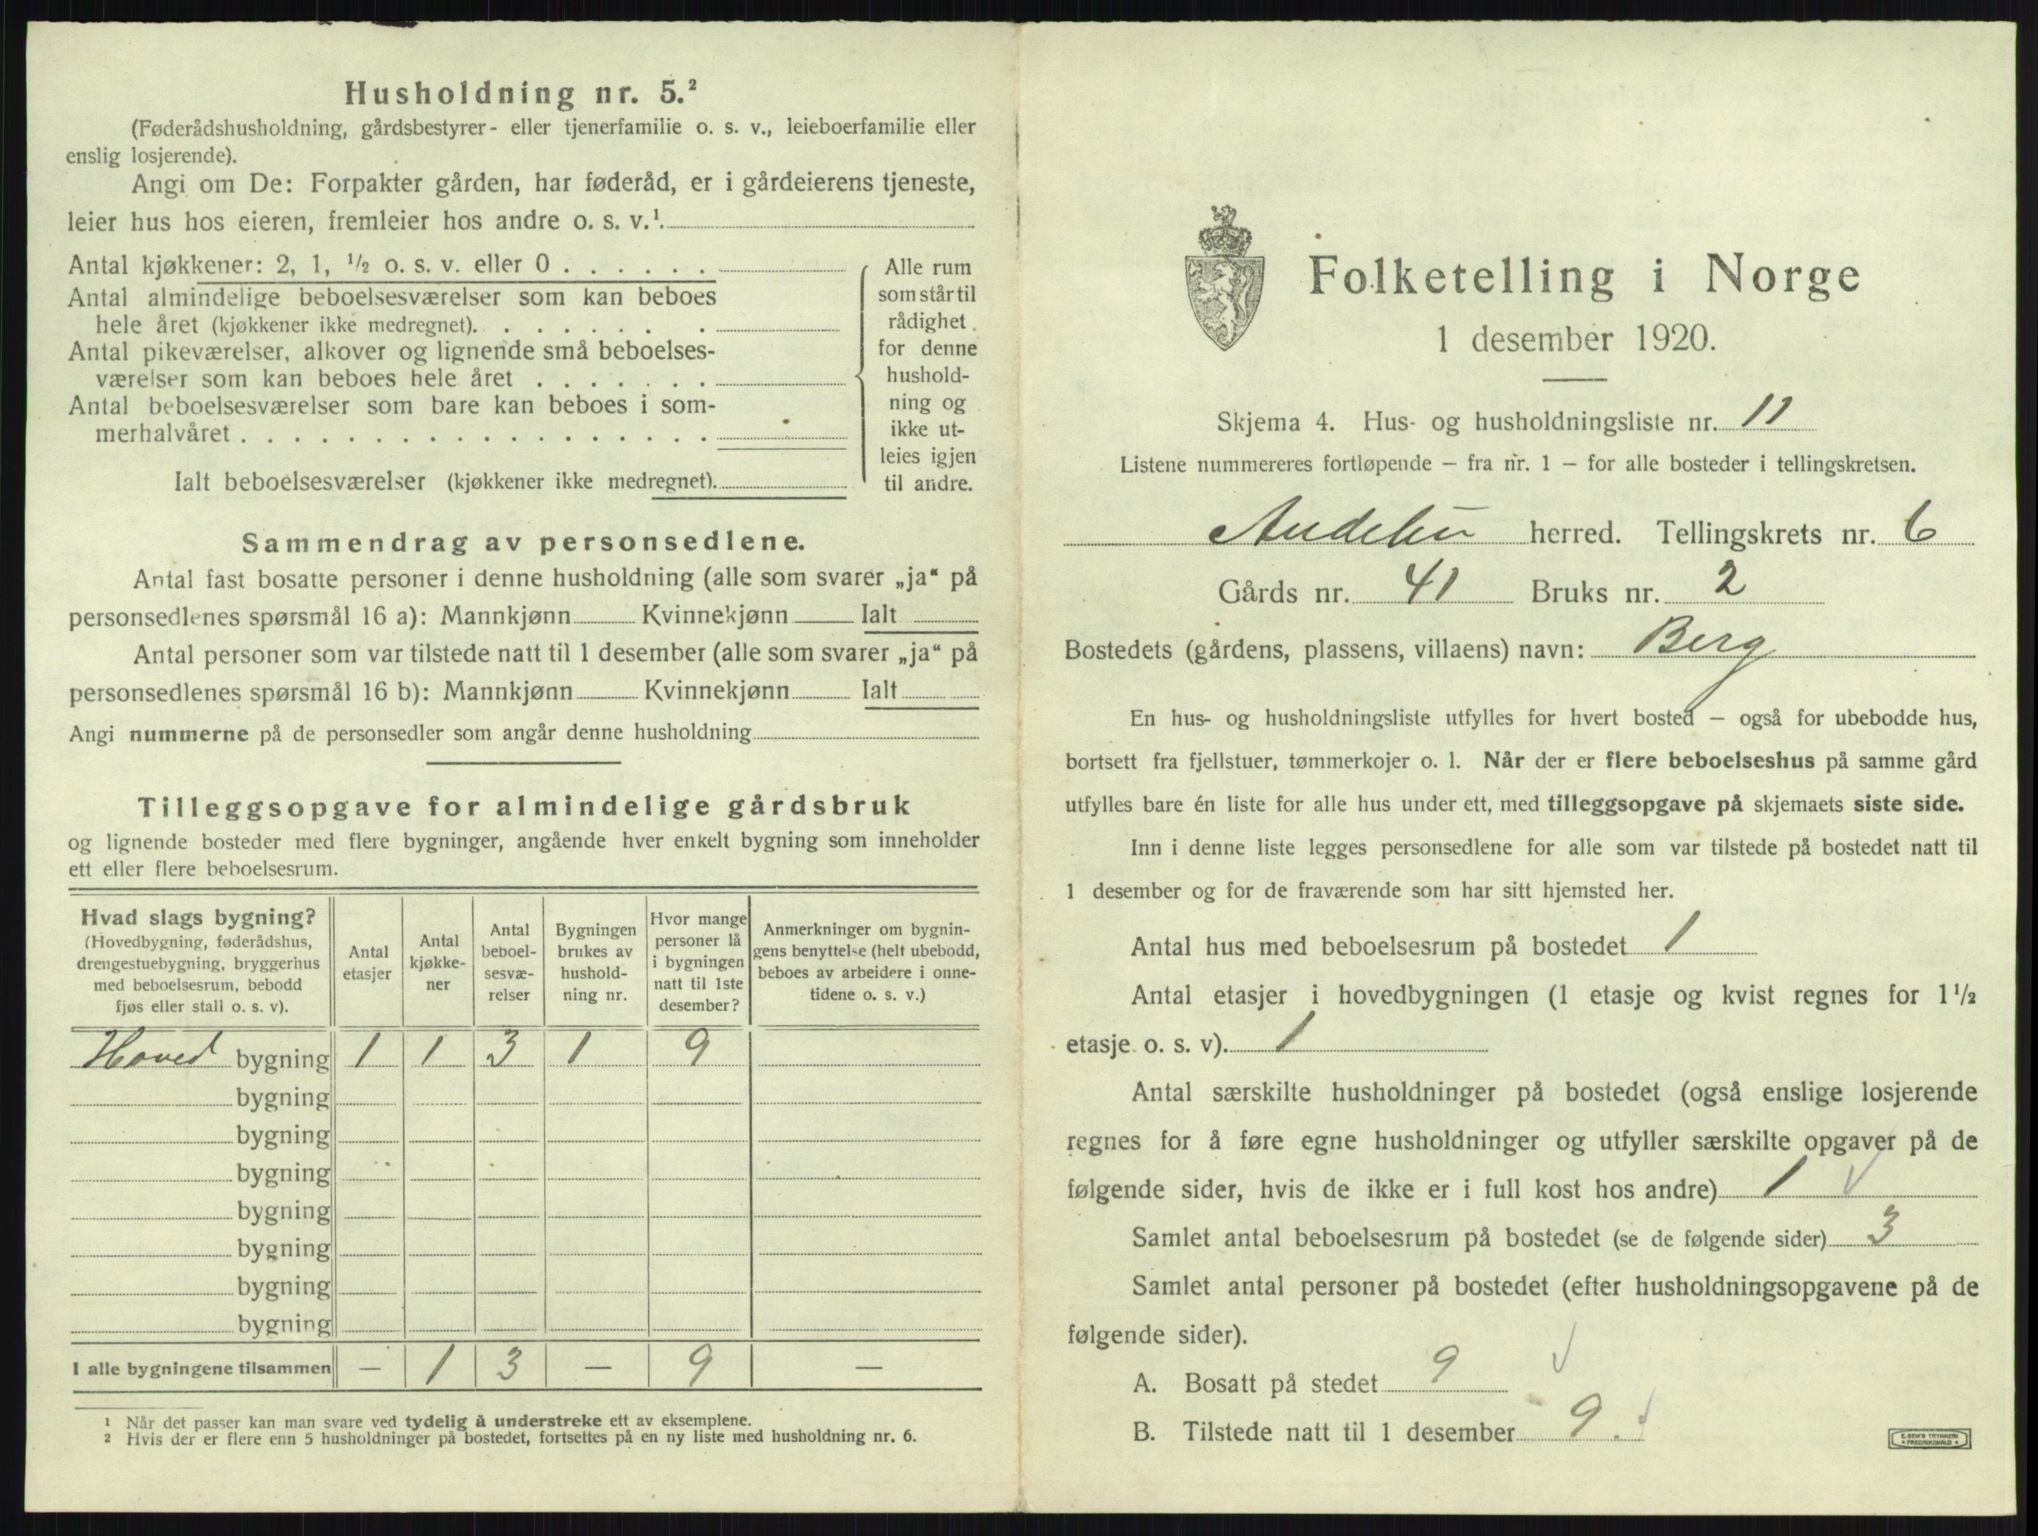 Husholdning nr. 5.²
(Føderådshusholdning, gårdsbestyrer- eller tjenerfamilie o. s. v., leieboerfamilie eller
enslig losjerende).
Angi om De: Forpakter gården, har føderåd, er i gårdeierens tjeneste,
leier hus hos eieren, fremleier hos andre o. s. v.¹.
Antal kjøkkener: 2, 1, ½ o. s. v. eller 0 . . . . . .
Antal almindelige beboelsesværelser som kan beboes
hele året (kjøkkener ikke medregnet). . . . . . . .
Antal pikeværelser, alkover og lignende små beboelses-
værelser som kan beboes hele året . . . . . . .
Antal beboelsesværelser som bare kan beboes i som-
merhalvåret . . . . . . . . . . . . . . . . . .
Ialt beboelsesværelser (kjøkkener ikke medregnet).
Alle rum
som står til
rådighet
for denne
hushold-
ning og
ikke ut-
leies igjen
til andre.
Sammendrag av personsedlene.
Antal fast bosatte personer i denne husholdning (alle som svarer „ja“ på
personsedlenes spørsmål 16 a): Mannkjønn Kvinnekjønn Ialt
Antal personer som var tilstede natt til 1 desember (alle som svarer „ja“ på
personsedlenes spørsmål 16 b): Mannkjønn Kvinnekjønn Ialt
Angi nummerne på de personsedler som angår denne husholdning
Tilleggsopgave for almindelige gårdsbruk
og lignende bosteder med flere bygninger, angående hver enkelt bygning som inneholder
ett eller flere beboelsesrum.
Hvad slags bygning?
(Hovedbygning, føderådshus,
drengestuebygning, bryggerhus
med beboelsesrum, bebodd
fjøs eller stall o. s. v).
Antal
etasjer
Antal
kjøkke-
ner
Antal
beboel-
sesvæ-
relser
Bygningen
brukes av
hushold-
ning nr.
Hvor mange
personer lå
i bygningen
natt til 1ste
desember?
Anmerkninger om bygnin-
gens benyttelse (helt ubebodd,
beboes av arbeidere i onne-
tidene o. s. v.)
Hoved bygning 1 1 3 1 9
bygning
bygning
bygning
bygning
bygning
bygning
bygning
I alle bygningene tilsammen — 1 3 — 9 —
¹ Når det passer kan man svare ved tydelig å understreke ett av eksemplene.
² Hvis der er flere enn 5 husholdninger på bostedet, fortsettes på en ny liste med husholdning nr. 6.
Folketelling i Norge
1 desember 1920.
Skjema 4. Hus- og husholdningsliste nr. 11
Listene nummereres fortløpende — fra nr. 1 — for alle bosteder i tellingskretsen.
Andebu herred. Tellingskrets nr. 6
Gårds nr. 41 Bruks nr. 2
Bostedets (gårdens, plassens, villaens) navn: Berg
En hus- og husholdningsliste utfylles for hvert bosted — også for ubebodde hus,
bortsett fra fjellstuer, tømmerkojer o. l. Når der er flere beboelseshus på samme gård
utfylles bare én liste for alle hus under ett, med tilleggsopgave på skjemaets siste side.
Inn i denne liste legges personsedlene for alle som var tilstede på bostedet natt til
1 desember og for de fraværende som har sitt hjemsted her.
Antal hus med beboelsesrum på bostedet 1
Antal etasjer i hovedbygningen (1 etasje og kvist regnes for 1½
etasje o. s. v). 1
Antal særskilte husholdninger på bostedet (også enslige losjerende
regnes for å føre egne husholdninger og utfyller særskilte opgaver på de
følgende sider, hvis de ikke er i full kost hos andre) 1 √
Samlet antal beboelsesrum på bostedet (se de følgende sider) 3
Samlet antal personer på bostedet (efter husholdningsopgavene på de
følgende sider).
A. Bosatt på stedet 9 √
B. Tilstede natt til 1 desember 9. √
E. SEM'S TRYKKERI
• FREDRIKSHALD •